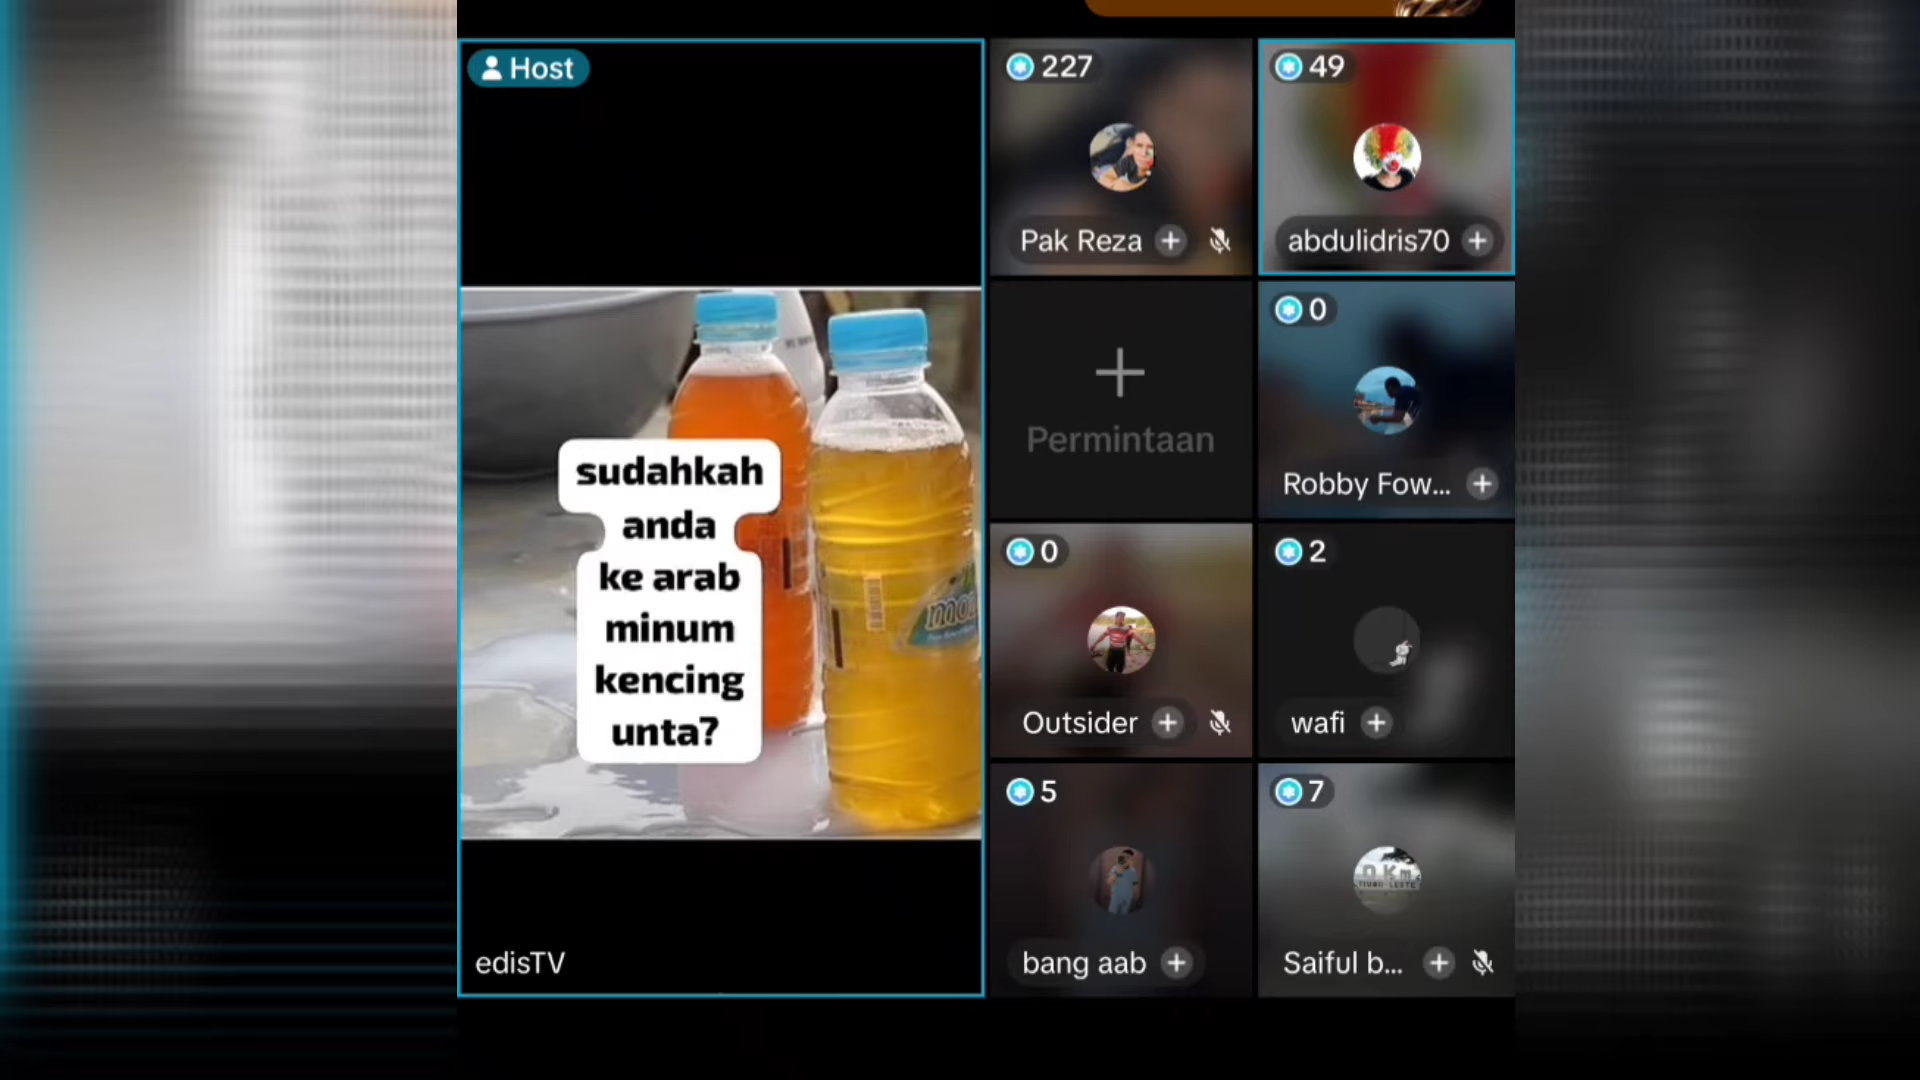 Host
227
49
Pak Reza
abdulidris70
0
Permintaan
Robby Fow...
sudahkah
anda
ke arab
minum
kencing
unta?
0
2
Outsider
wafi
5
7
bang aab
Saiful b...
edisTV